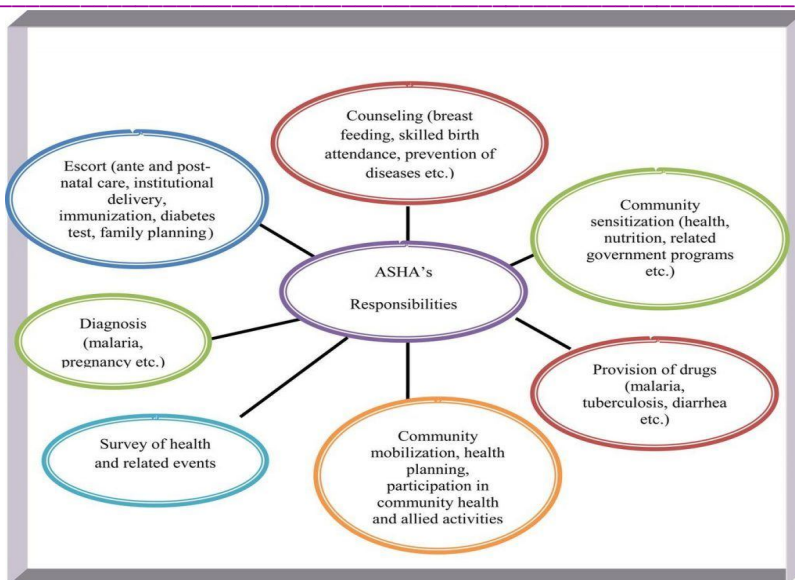 Counseling (breast
feeding, skilled birth
attendance, prevention of
diseases etc.)
Escort (ante and post-
natal care, institutional
delivery,
immunization, diabetes
test, family planning)
Community
sensitization (health,
nutrition, related
government programs
etc.)
ASHA's
Responsibilities
Diagnosis
(malaria,
pregnancy etc.)
Provision of drugs
(malaria,
tuberculosis, diarrhea
etc.)
Survey of health
and related events
Community
mobilization, health
planning,
participation in
community health
and allied activities